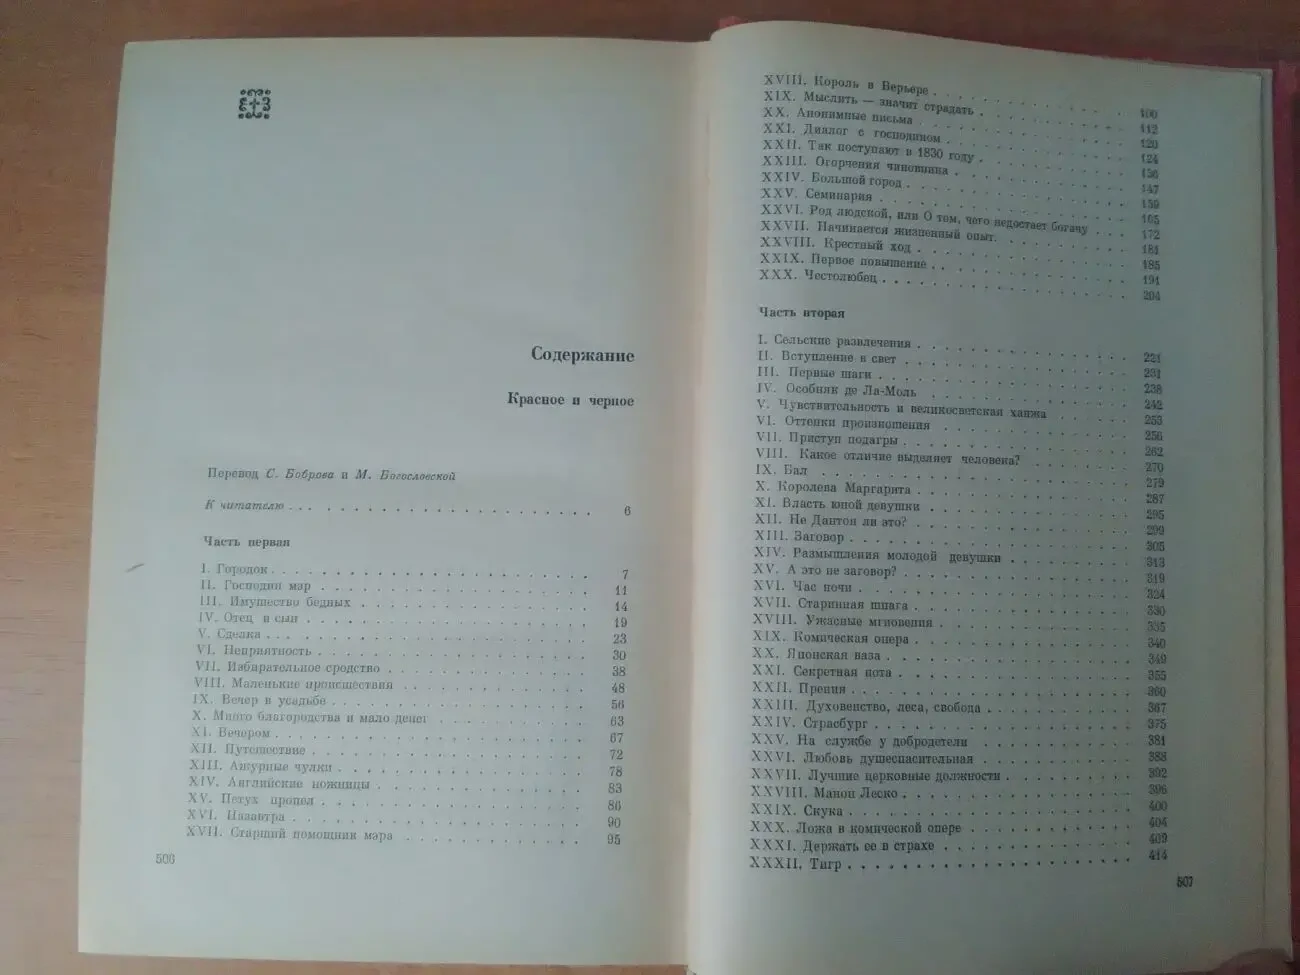 Содержание
Красное и черное
Перевод С. Боброва и М. Богословской
К читателю . . . 6
Часть первая
I. Городок . . . 7
II. Господин мэр . . . 11
III. Имущество бедных . . . 14
IV. Отец и сын . . . 19
V. Сделка . . . 23
VI. Неприятность . . . 30
VII. Избирательное сродство . . . 38
VIII. Маленькие происшествия . . . 48
IX. Вечер в усадьбе . . . 56
X. Много благородства и мало денег . . . 63
XI. Вечером . . . 67
XII. Путешествие . . . 72
XIII. Ажурные чулки . . . 78
XIV. Английские ножницы . . . 83
XV. Петух пропел . . . 86
XVI. Назавтра . . . 90
XVII. Старший помощник мэра . . . 95
506
XVIII. Король в Верьере . . . 100
XIX. Мыслить — значит страдать . . . 112
XX. Анонимные письма . . . 120
XXI. Диалог с господином . . . 124
XXII. Так поступают в 1830 году . . . 136
XXIII. Огорчения чиновника . . . 147
XXIV. Большой город . . . 159
XXV. Семинария . . . 165
XXVI. Род людской, или О том, чего недостает богачу . . . 172
XXVII. Начинается жизненный опыт . . . 181
XXVIII. Крестный ход . . . 185
XXIX. Первое повышение . . . 191
XXX. Честолюбец . . . 204
Часть вторая
I. Сельские развлечения . . . 221
II. Вступление в свет . . . 231
III. Первые шаги . . . 238
IV. Особняк де Ла-Моль . . . 242
V. Чувствительность и великосветская ханжа . . . 253
VI. Оттенки произношения . . . 256
VII. Приступ подагры . . . 262
VIII. Какое отличие выделяет человека? . . . 270
IX. Бал . . . 279
X. Королева Маргарита . . . 287
XI. Власть юной девушки . . . 295
XII. Не Дантон ли это? . . . 299
XIII. Заговор . . . 305
XIV. Размышления молодой девушки . . . 313
XV. А это не заговор? . . . 319
XVI. Час ночи . . . 324
XVII. Старинная шпага . . . 330
XVIII. Ужасные мгновения . . . 335
XIX. Комическая опера . . . 340
XX. Японская ваза . . . 349
XXI. Секретная нота . . . 355
XXII. Прения . . . 360
XXIII. Духовенство, леса, свобода . . . 367
XXIV. Страсбург . . . 375
XXV. На службе у добродетели . . . 381
XXVI. Любовь душеспасительная . . . 388
XXVII. Лучшие церковные должности . . . 392
XXVIII. Манон Леско . . . 396
XXIX. Скука . . . 400
XXX. Ложа в комической опере . . . 404
XXXI. Держать ее в страхе . . . 409
XXXII. Тигр . . . 414
507